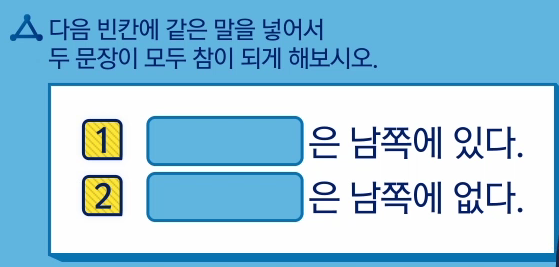 다음 빈칸에 같은 말을 넣어서
두 문장이 모두 참이 되게 해보시오.
1 은 남쪽에 있다.
2 은 남쪽에 없다.